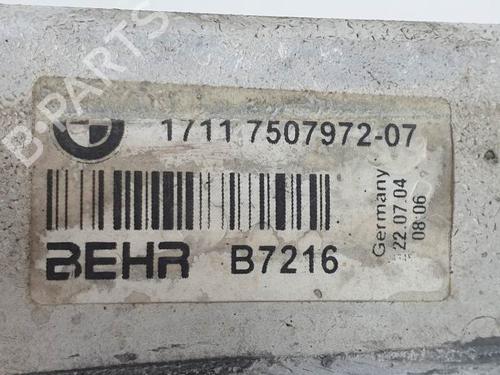 B-PARTS
1711 7507972-07
BEHR B7216
Germany
22.07.04
08:06